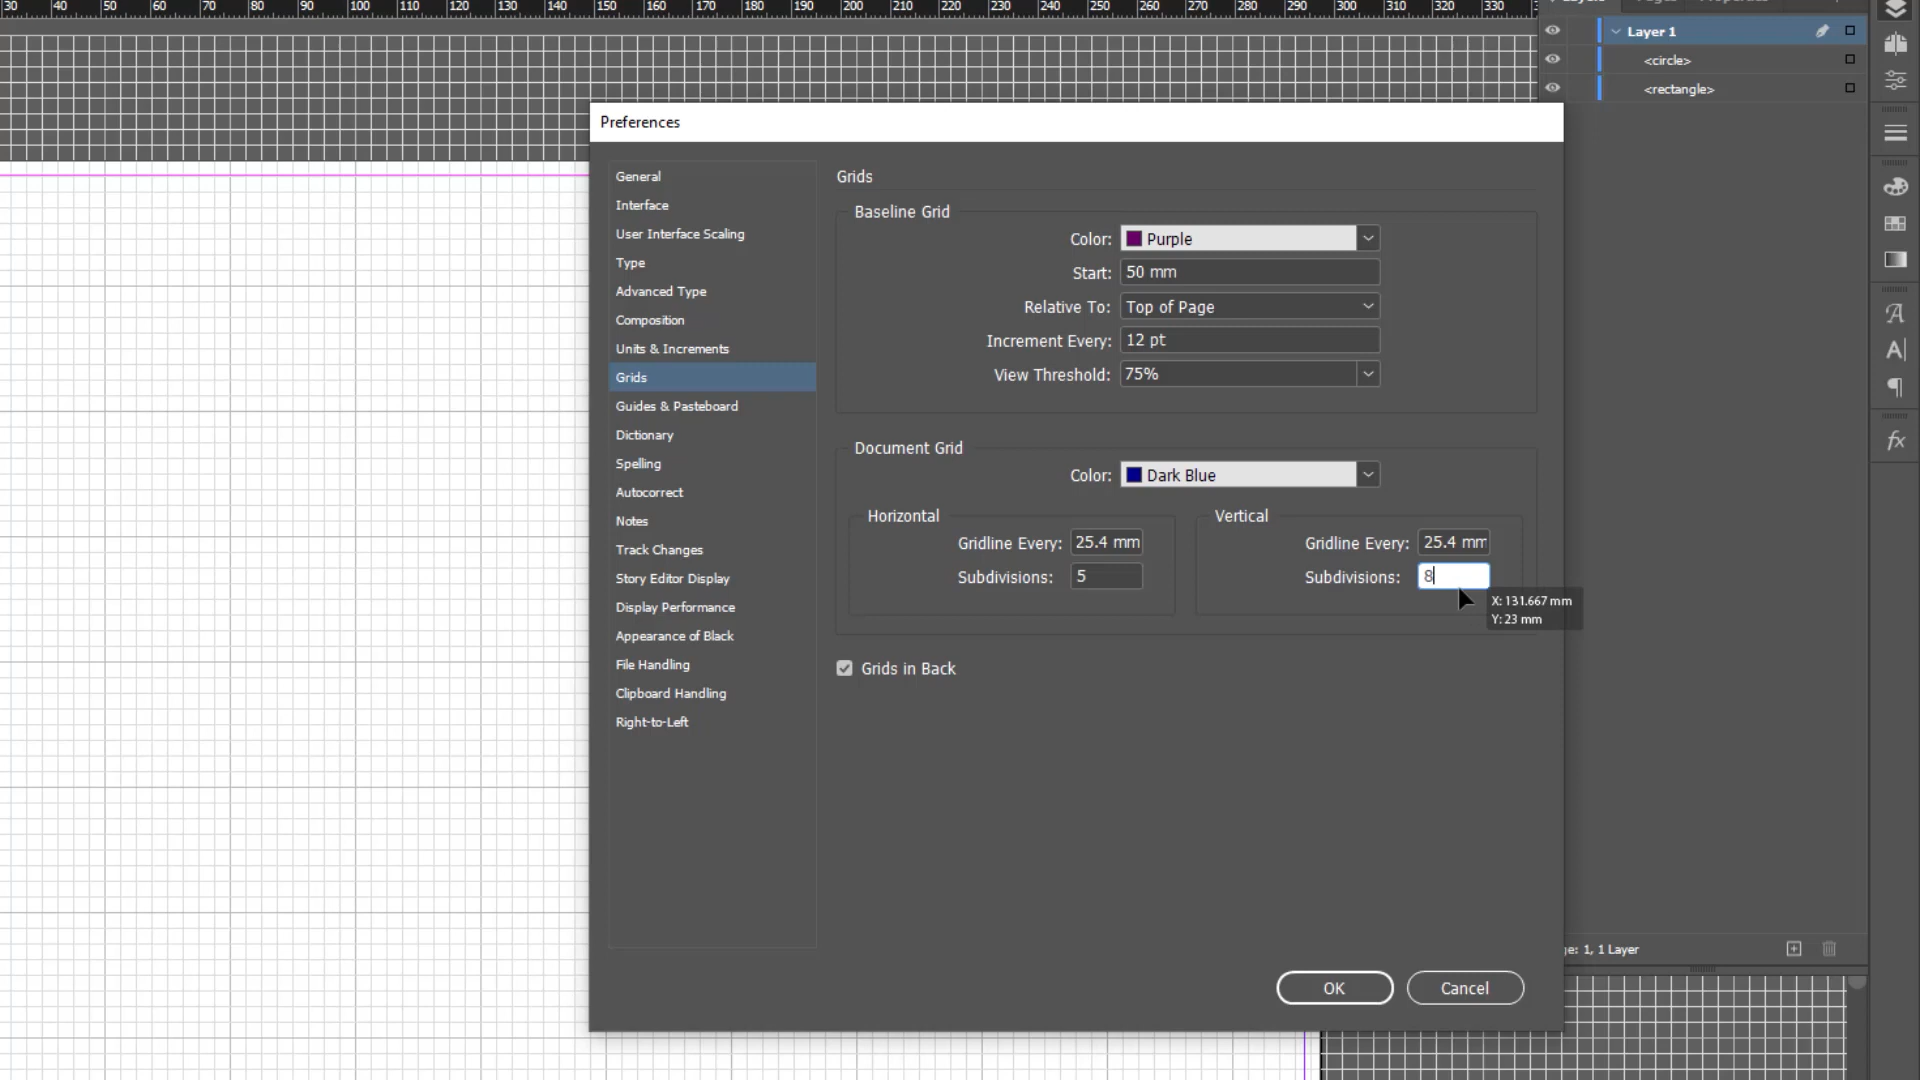 30 40 50 60 70 80 90 100 110 120 130 140 150 160 170 180 190 200 210 220 230 240 250 260 270 280 290 300 310 320 330
Layers Pages Properties
Layer 1
<circle>
<rectangle>
Preferences
General
Interface
User Interface Scaling
Type
Advanced Type
Composition
Units & Increments
Grids
Guides & Pasteboard
Dictionary
Spelling
Autocorrect
Notes
Track Changes
Story Editor Display
Display Performance
Appearance of Black
File Handling
Clipboard Handling
Right-to-Left
Grids
Baseline Grid
Color: Purple
Start: 50 mm
Relative To: Top of Page
Increment Every: 12 pt
View Threshold: 75%
Document Grid
Color: Dark Blue
Horizontal
Gridline Every: 25.4 mm
Subdivisions: 5
Vertical
Gridline Every: 25.4 mm
Subdivisions: 8
X: 131.667 mm
Y: 23 mm
Grids in Back
OK
Cancel
ge: 1, 1 Layer